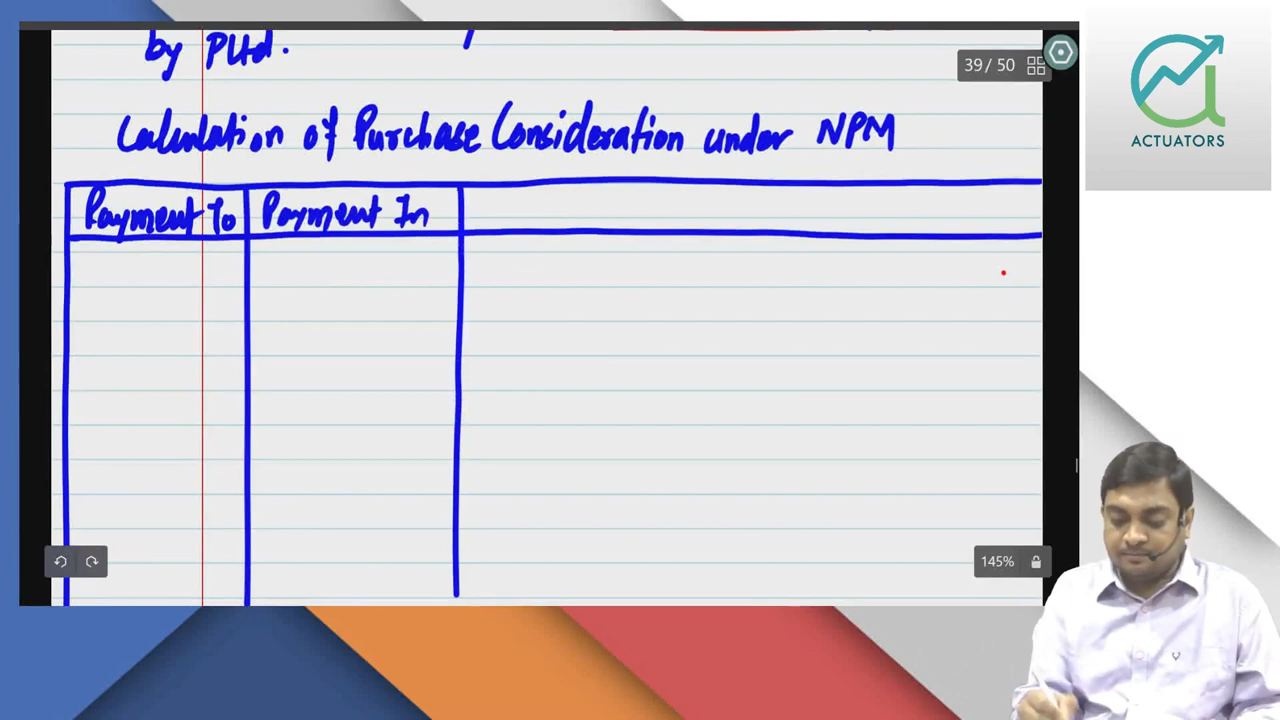 by PLtd.
39 / 50
Calculation of Purchase Consideration under NPM
Payment To Payment In
145%
ACTUATORS